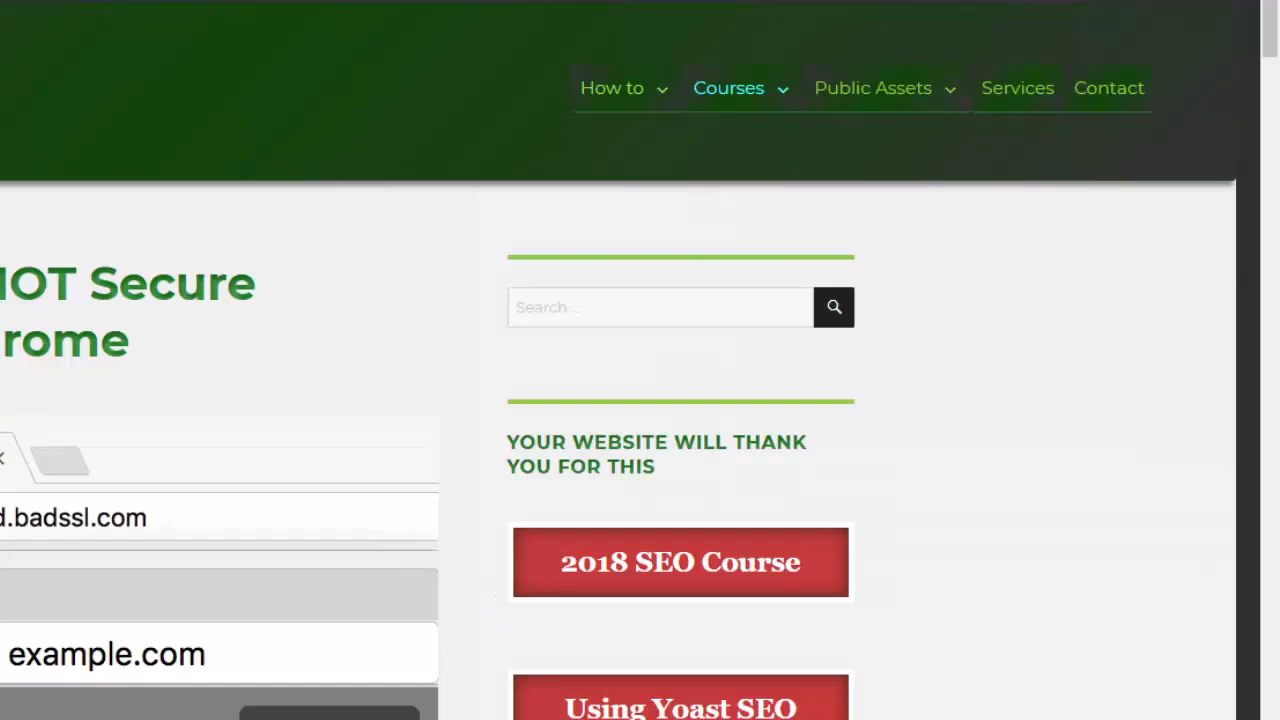 How to
Courses
Public Assets
Services
Contact
NOT Secure
rome
Search …
YOUR WEBSITE WILL THANK
YOU FOR THIS
d.badssl.com
2018 SEO Course
example.com
Using Yoast SEO